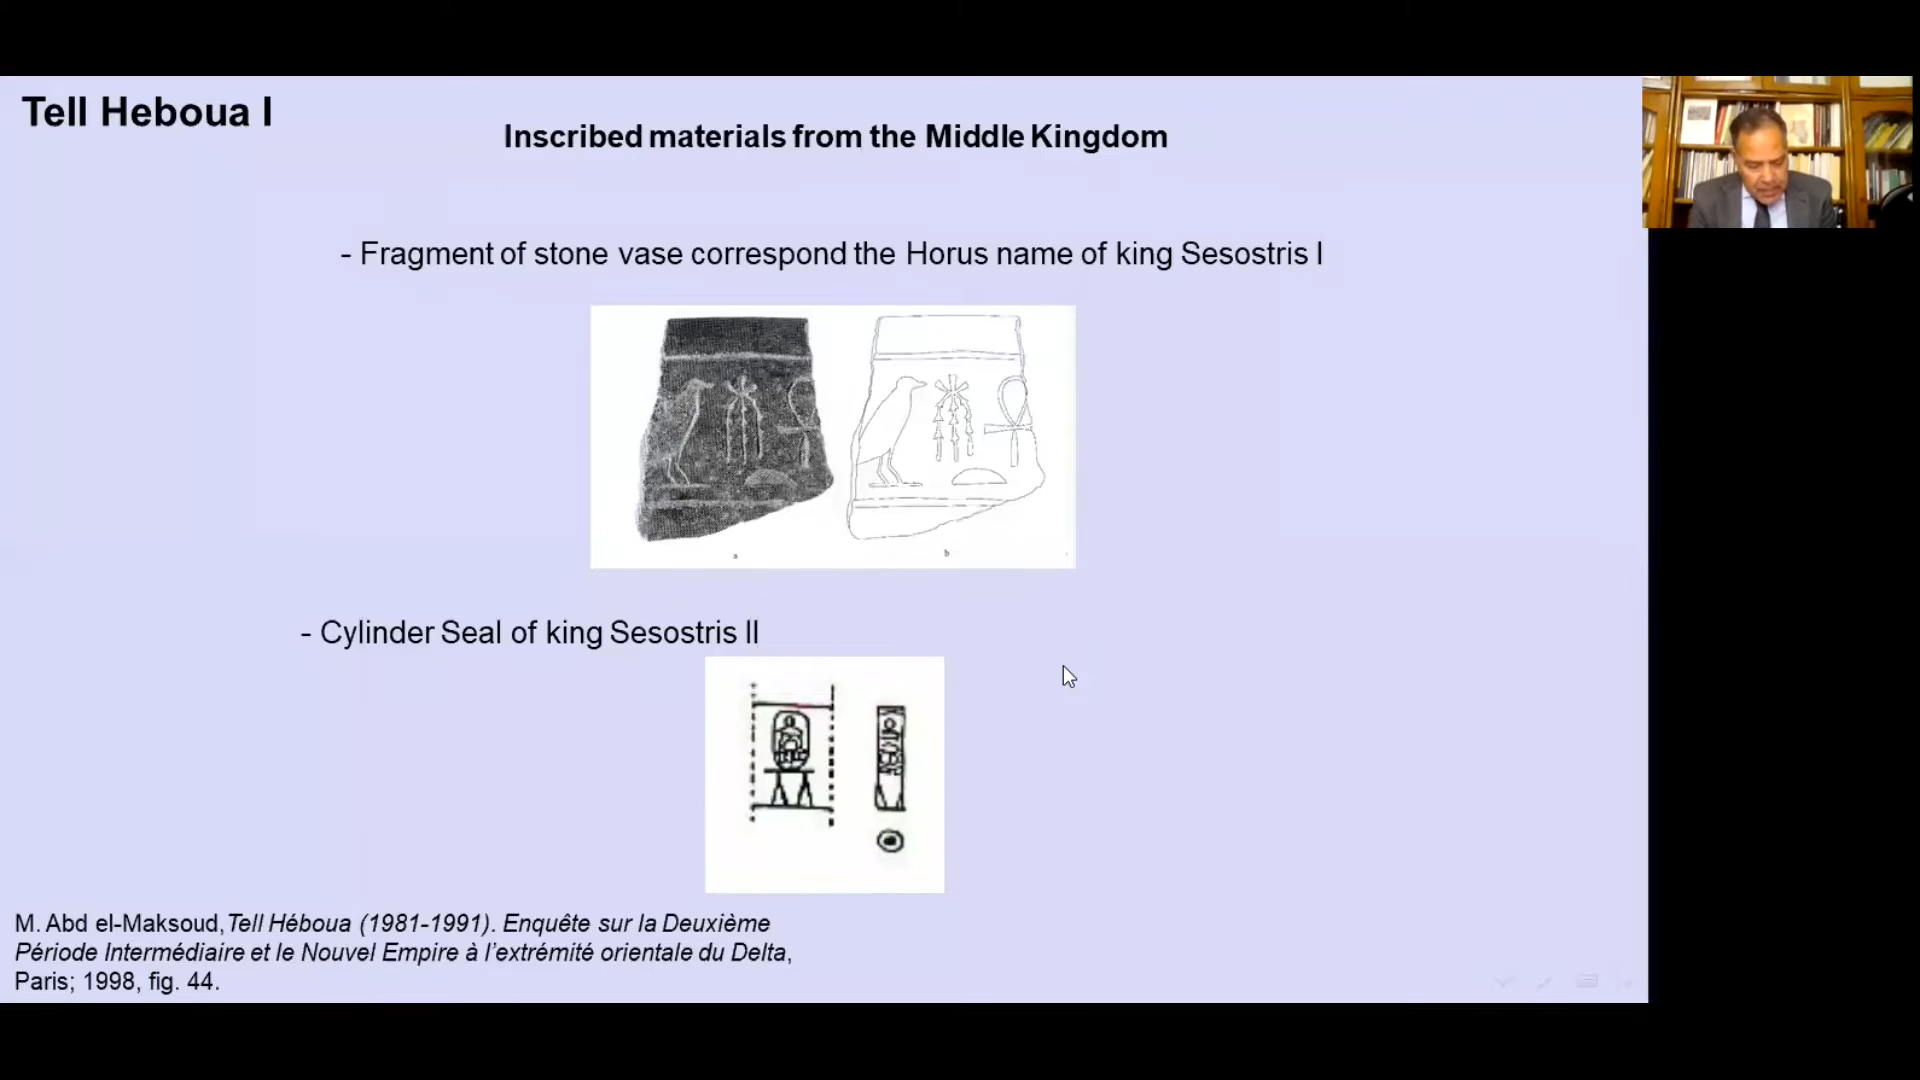 Tell Heboua I
Inscribed materials from the Middle Kingdom
- Fragment of stone vase correspond the Horus name of king Sesostris I
a
b
- Cylinder Seal of king Sesostris II
M. Abd el-Maksoud, Tell Héboua (1981-1991). Enquête sur la Deuxième
Période Intermédiaire et le Nouvel Empire à l’extrémité orientale du Delta,
Paris; 1998, fig. 44.